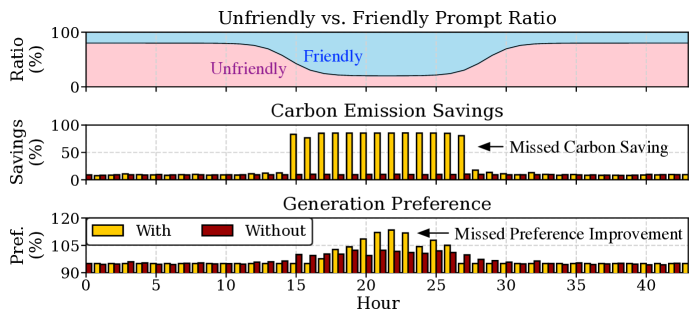 Unfriendly vs. Friendly Prompt Ratio
Ratio
(%)
100
0
Friendly
Unfriendly
Carbon Emission Savings
Savings
(%)
100
50
0
Missed Carbon Saving
Generation Preference
Pref.
(%)
120
105
90
With
Without
Missed Preference Improvement
0 5 10 15 20 25 30 35 40
Hour